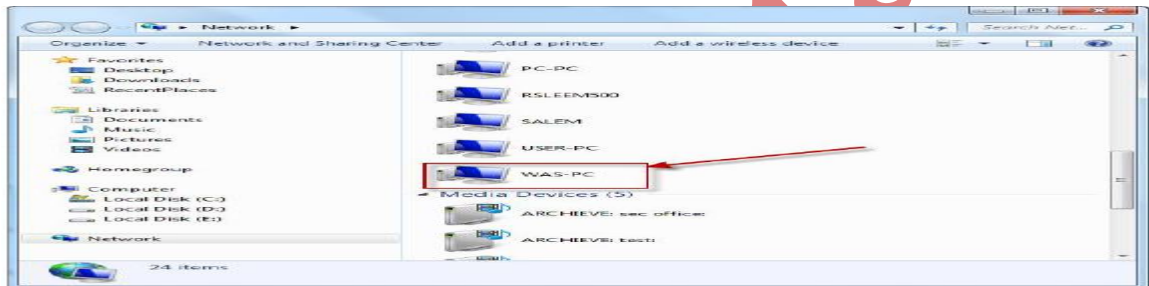 Network
Search Net...
Organize
Network and Sharing Center
Add a printer
Add a wireless device
Favorites
Desktop
Downloads
RecentPlaces
Libraries
Documents
Music
Pictures
Videos
Homegroup
Computer
Local Disk (C:)
Local Disk (D:)
Local Disk (E:)
Network
PC-PC
RSLEEM500
SALEM
USER-PC
WAS-PC
Media Devices (5)
ARCHIEVE: sec office:
ARCHIEVE: test:
24 items